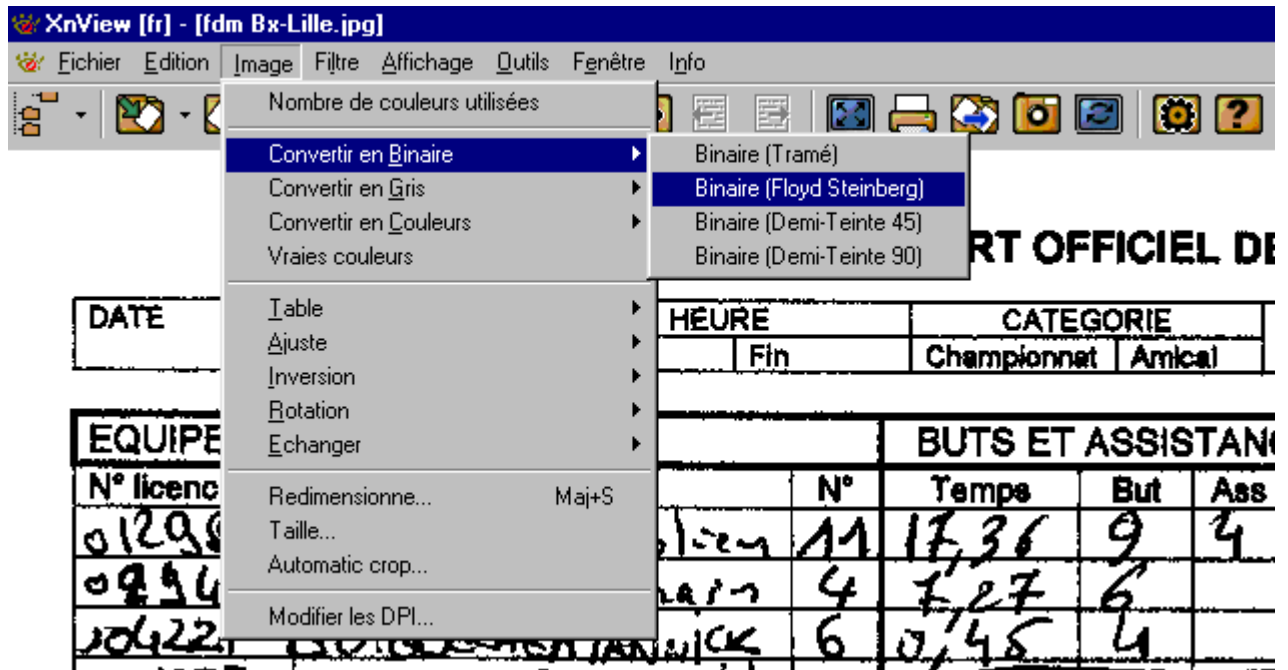 XnView [fr] - [fdm Bx-Lille.jpg]
Fichier Edition Image Filtre Affichage Outils Fenêtre Info
Nombre de couleurs utilisées
Convertir en Binaire
Convertir en Gris
Convertir en Couleurs
Vraies couleurs
Table
Ajuste
Inversion
Rotation
Echanger
Redimensionne... Maj+S
Taille...
Automatic crop...
Modifier les DPI...
Binaire (Tramé)
Binaire (Floyd Steinberg)
Binaire (Demi-Teinte 45)
Binaire (Demi-Teinte 90)
RT OFFICIEL DE
DATE HEURE CATEGORIE
Fin Championnat Amical
EQUIPE BUTS ET ASSISTAN
N° licenc N° Temps But Ass
11 17,36 9 4
4 7,27 6
6 0,45 4